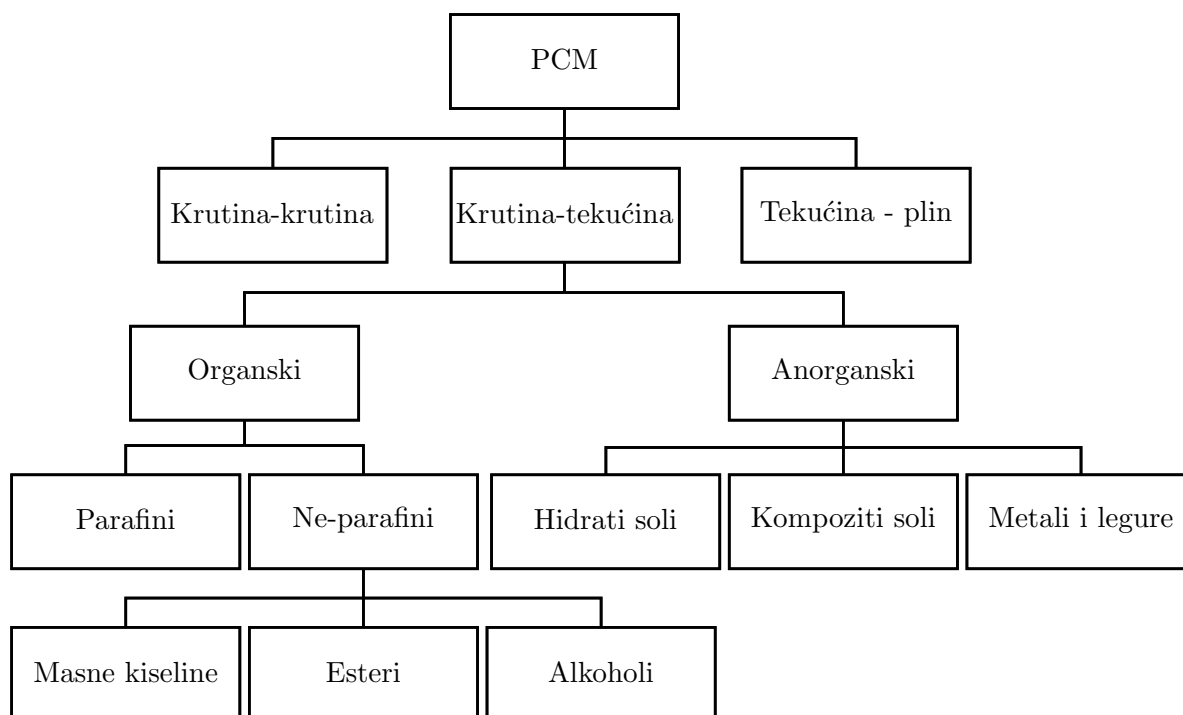 PCM
Krutina-krutina
Krutina-tekućina
Tekućina - plin
Organski
Anorganski
Parafini
Ne-parafini
Hidrati soli
Kompoziti soli
Metali i legure
Masne kiseline
Esteri
Alkoholi